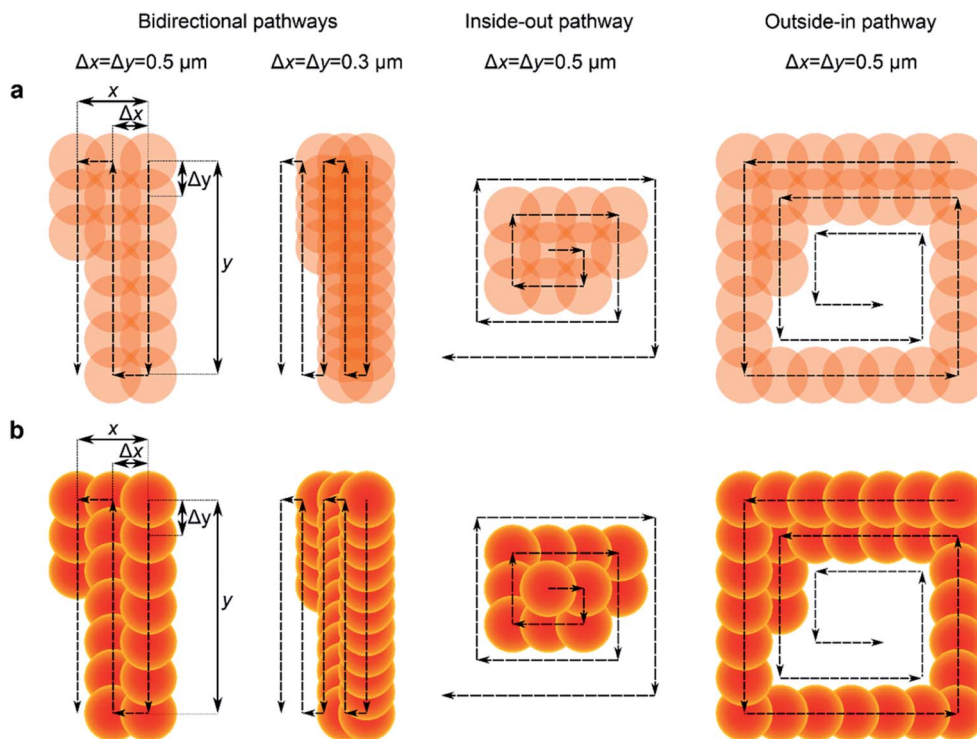 Bidirectional pathways Inside-out pathway Outside-in pathway
Δx=Δy=0.5 μm Δx=Δy=0.3 μm Δx=Δy=0.5 μm Δx=Δy=0.5 μm
a
x
Δx
Δy
y
b
x
Δx
Δy
y